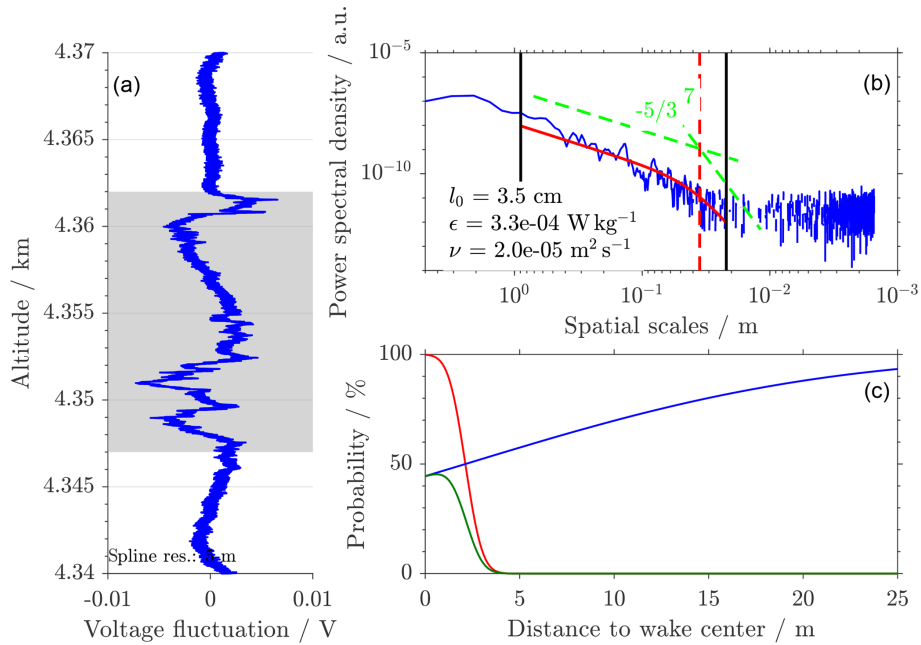 (a)
4.37
4.365
4.36
4.355
4.35
4.345
4.34
Altitude / km
Spline res.: 5 m
-0.01
0
0.01
Voltage fluctuation / V
(b)
10^{-5}
10^{-10}
Power spectral density / a.u.
-5/3
7
l_0 = 3.5 cm
ϵ = 3.3e-04 W kg^{-1}
ν = 2.0e-05 m^2 s^{-1}
10^0
10^{-1}
10^{-2}
10^{-3}
Spatial scales / m
(c)
100
50
0
Probability / %
0
5
10
15
20
25
Distance to wake center / m